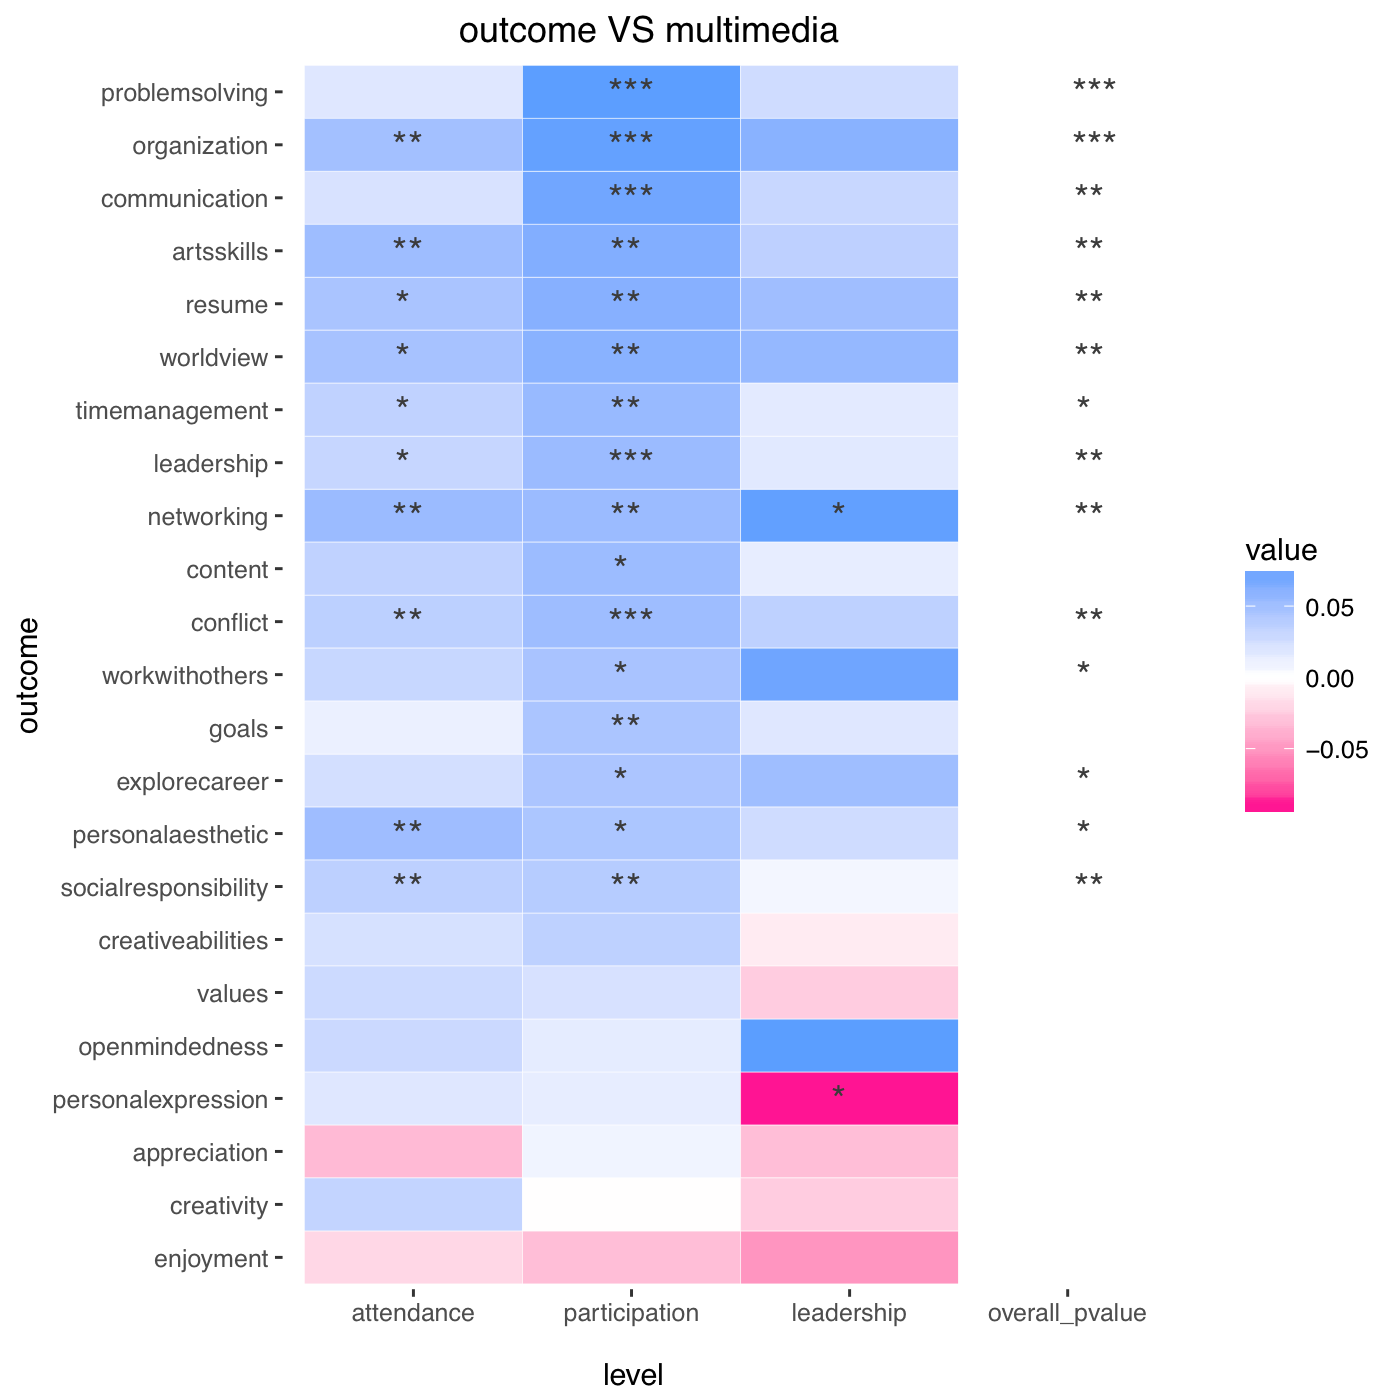 outcome VS multimedia
problemsolving *** ***
organization ** *** ***
communication *** **
artsskills ** ** **
resume * ** **
worldview * ** **
timemanagement * ** *
leadership * *** **
networking ** ** * **
content *
conflict ** *** **
workwithothers * *
goals **
explorecareer * *
personalaesthetic ** * *
socialresponsibility ** ** **
creativeabilities
values
openmindedness
personalexpression *
appreciation
creativity
enjoyment
attendance participation leadership overall_pvalue
level
outcome
value
0.05
0.00
−0.05